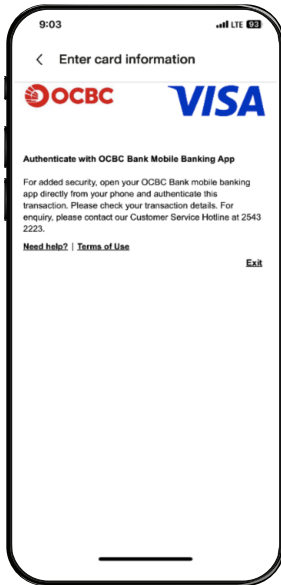 9:03 LTE 93
Enter card information
OCBC VISA
Authenticate with OCBC Bank Mobile Banking App
For added security, open your OCBC Bank mobile banking
app directly from your phone and authenticate this
transaction. Please check your transaction details. For
enquiry, please contact our Customer Service Hotline at 2543
2223.
Need help? | Terms of Use
Exit